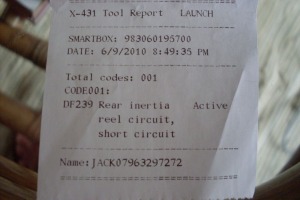 X-431 Tool Report LAUNCH
SMARTBOX: 983060195700
DATE: 6/9/2010 8:49:35 PM
Total codes: 001
CODE001:
DF239 Rear inertia Active
reel circuit,
short circuit
Name:JACK07963297272